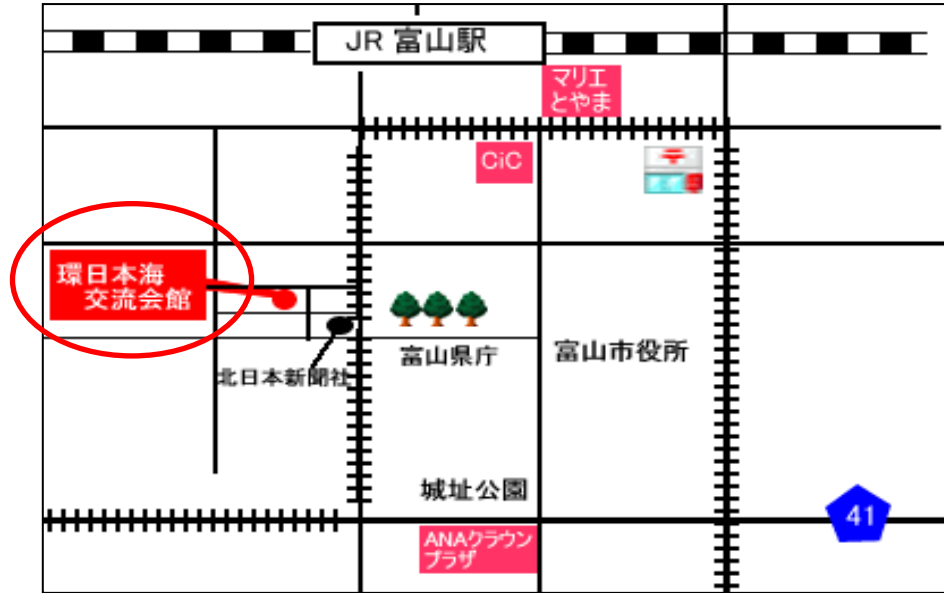 JR 富山駅
マリエ
とやま
CiC
〒
環日本海
交流会館
富山県庁
富山市役所
北日本新聞社
城址公園
41
ANAクラウン
プラザ